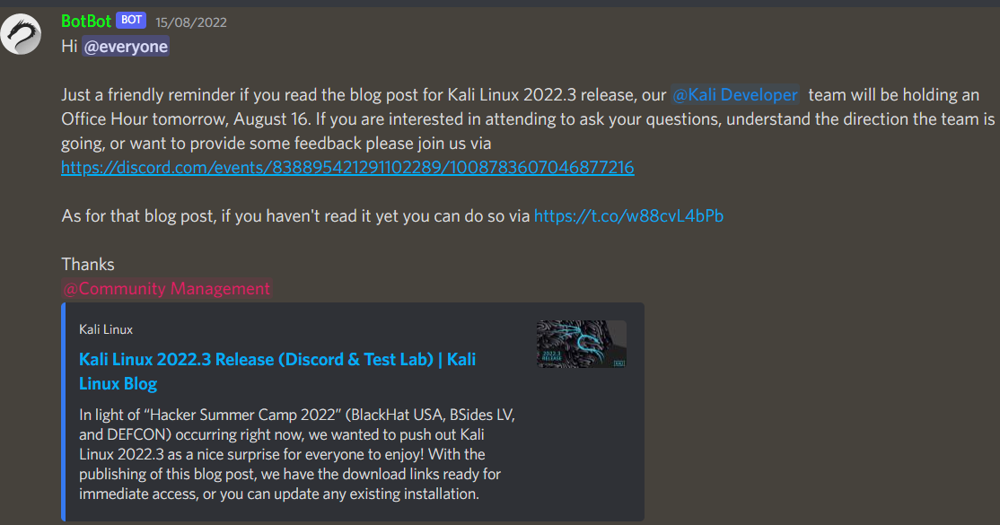 BotBot BOT 15/08/2022
Hi @everyone
Just a friendly reminder if you read the blog post for Kali Linux 2022.3 release, our @Kali Developer team will be holding an
Office Hour tomorrow, August 16. If you are interested in attending to ask your questions, understand the direction the team is
going, or want to provide some feedback please join us via
https://discord.com/events/838895421291102289/1008783607046877216
As for that blog post, if you haven't read it yet you can do so via https://t.co/w88cvL4bPb
Thanks
@Community Management
Kali Linux
Kali Linux 2022.3 Release (Discord & Test Lab) | Kali
Linux Blog
In light of “Hacker Summer Camp 2022” (BlackHat USA, BSides LV,
and DEFCON) occurring right now, we wanted to push out Kali
Linux 2022.3 as a nice surprise for everyone to enjoy! With the
publishing of this blog post, we have the download links ready for
immediate access, or you can update any existing installation.
2022.3
RELEASE
KALI